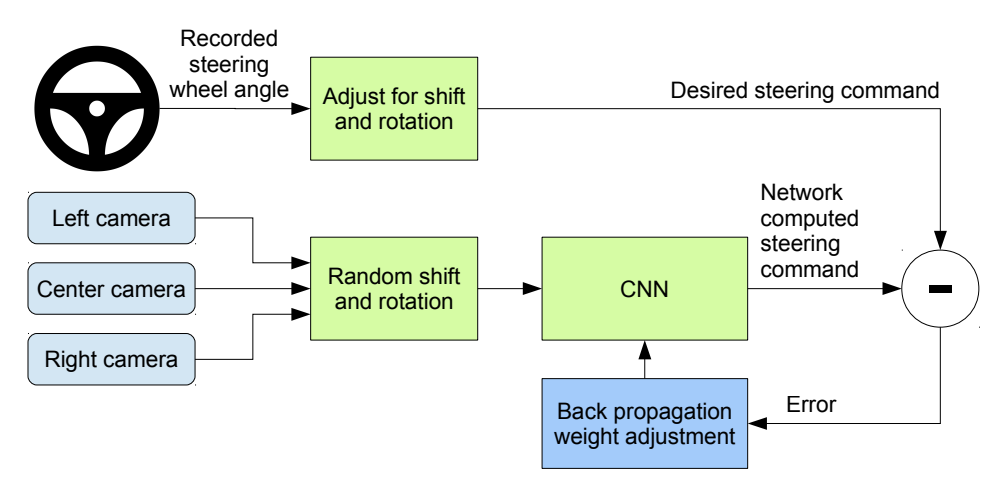 Recorded
steering
wheel angle
Adjust for shift
and rotation
Desired steering command
Left camera
Center camera
Right camera
Random shift
and rotation
CNN
Network
computed
steering
command
-
Back propagation
weight adjustment
Error